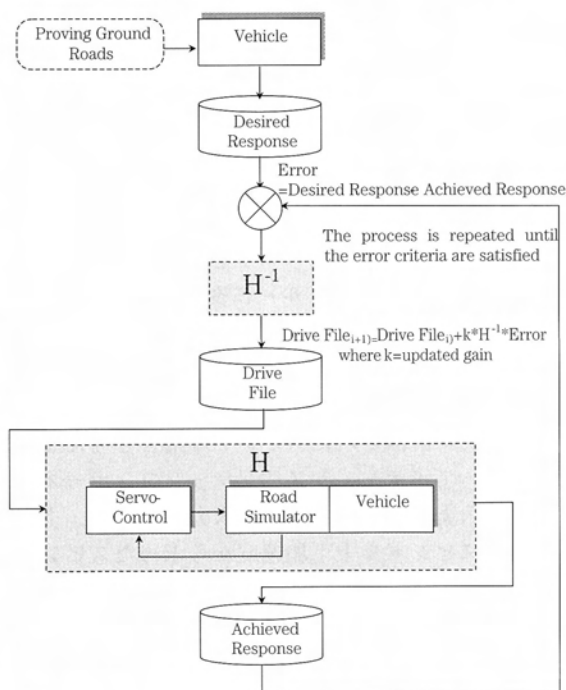 Proving Ground
Roads
Vehicle
Desired
Response
Error
=Desired Response- Achieved Response
The process is repeated until
the error criteria are satisfied
H⁻¹
Drive Fileᵢ₊₁₎=Drive Fileᵢ₎+k*H⁻¹*Error
where k=updated gain
Drive
File
H
Servo-
Control
Road
Simulator
Vehicle
Achieved
Response